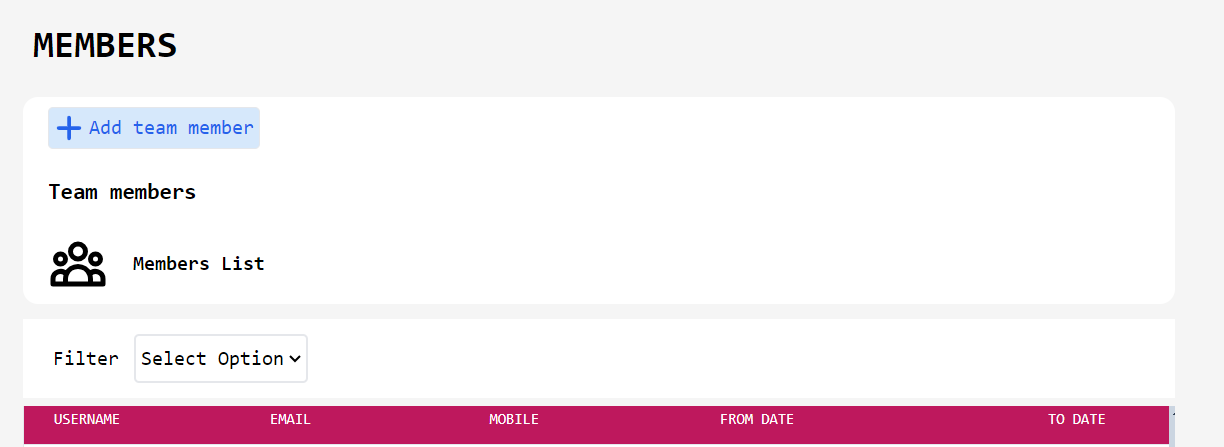 MEMBERS
Add team member
Team members
Members List
Filter Select Option
USERNAME EMAIL MOBILE FROM DATE TO DATE